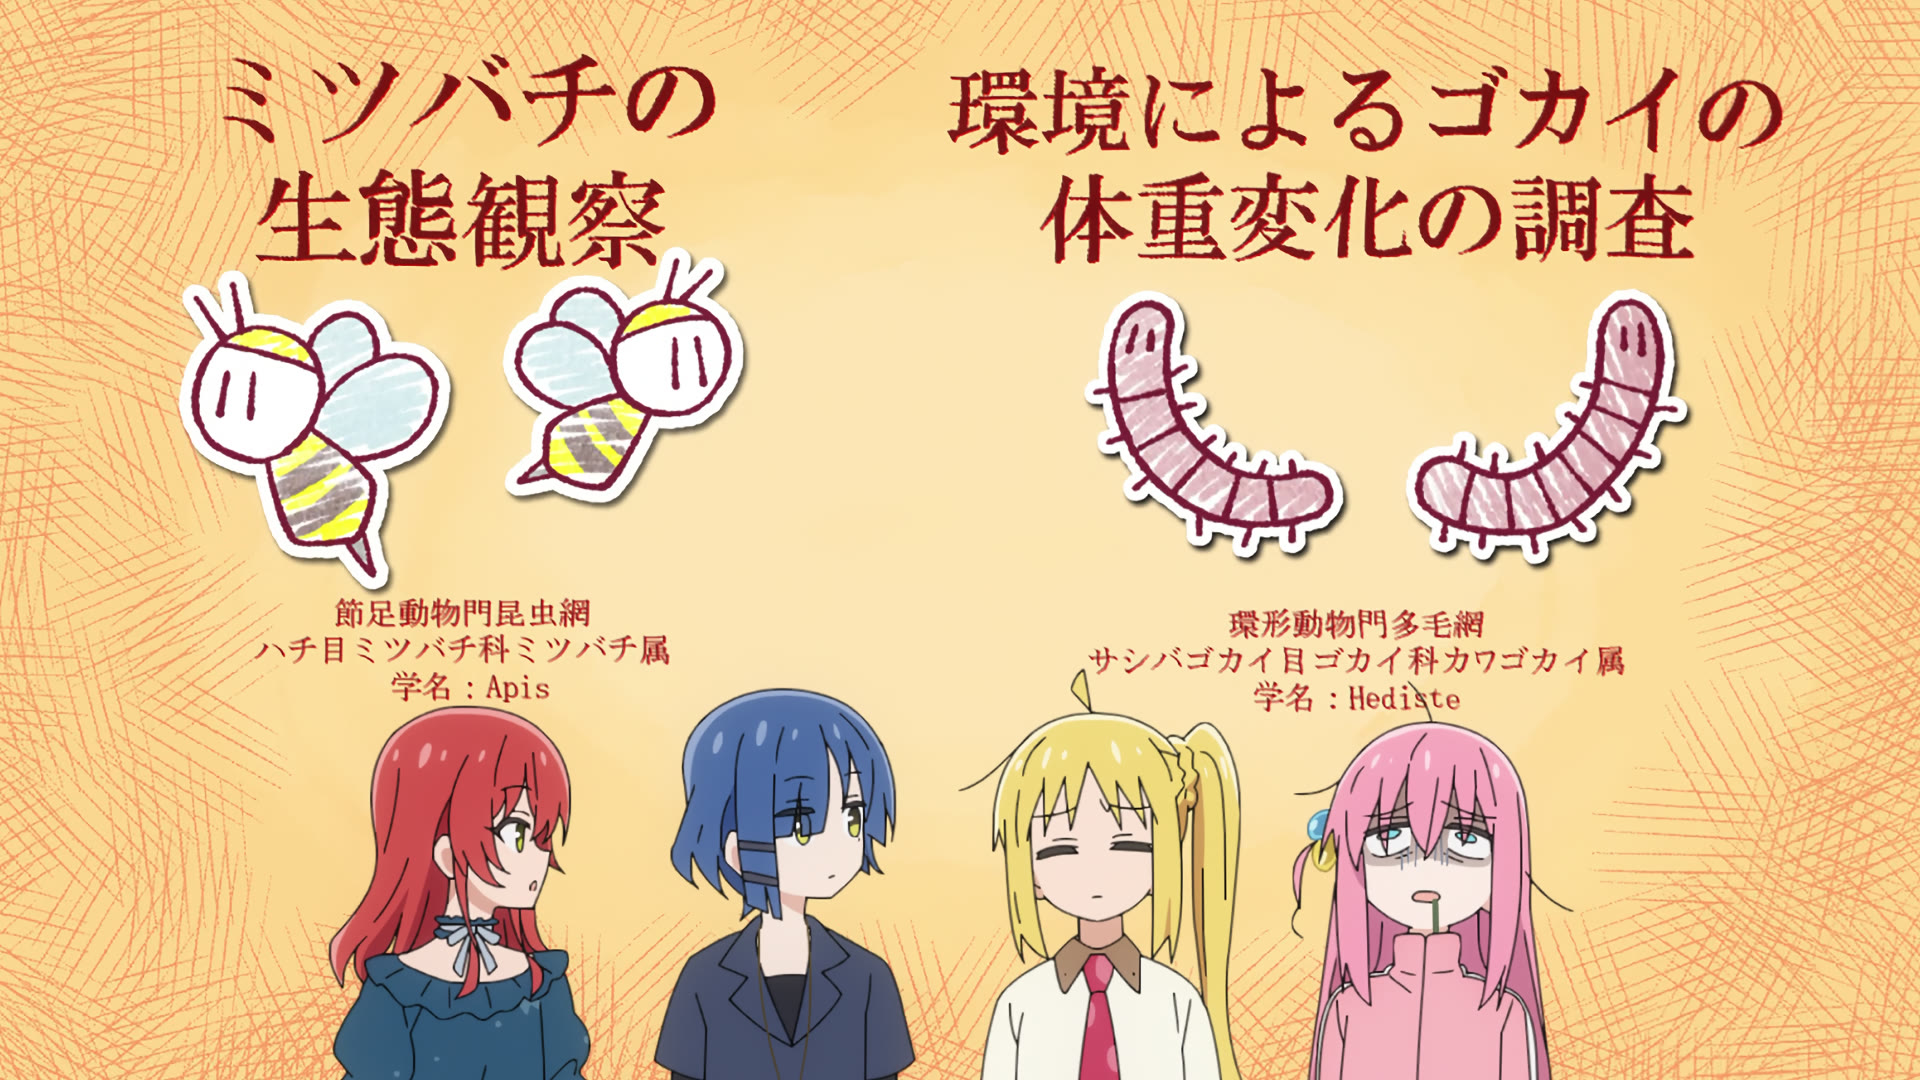 ミツバチの
生態観察
環境によるゴカイの
体重変化の調査
節足動物門昆虫網
ハチ目ミツバチ科ミツバチ属
学名：Apis
環形動物門多毛網
サシバゴカイ目ゴカイ科カワゴカイ属
学名：Hediste